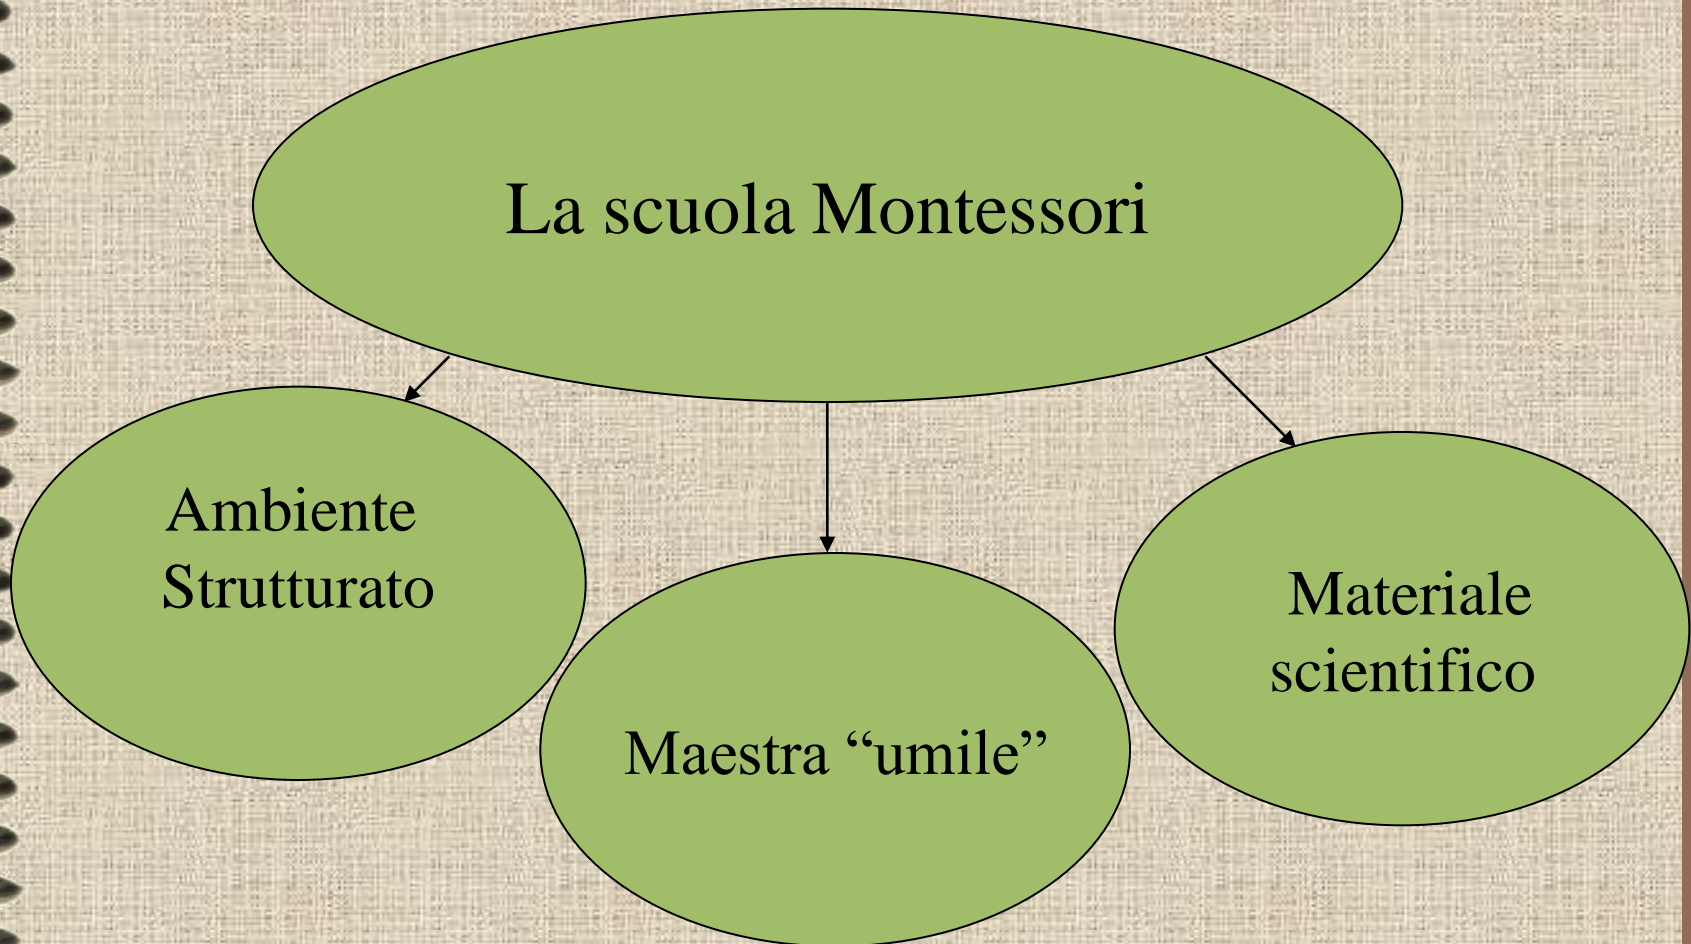 La scuola Montessori
Ambiente
Strutturato
Maestra “umile”
Materiale
scientifico